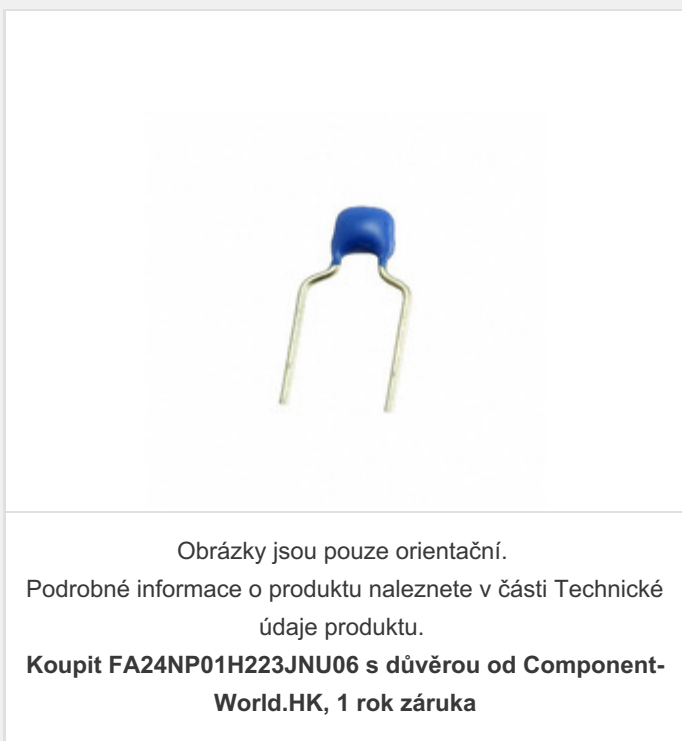 Obrázky jsou pouze orientační.
Podrobné informace o produktu naleznete v části Technické
údaje produktu.
Koupit FA24NP01H223JNU06 s důvěrou od Component-
World.HK, 1 rok záruka